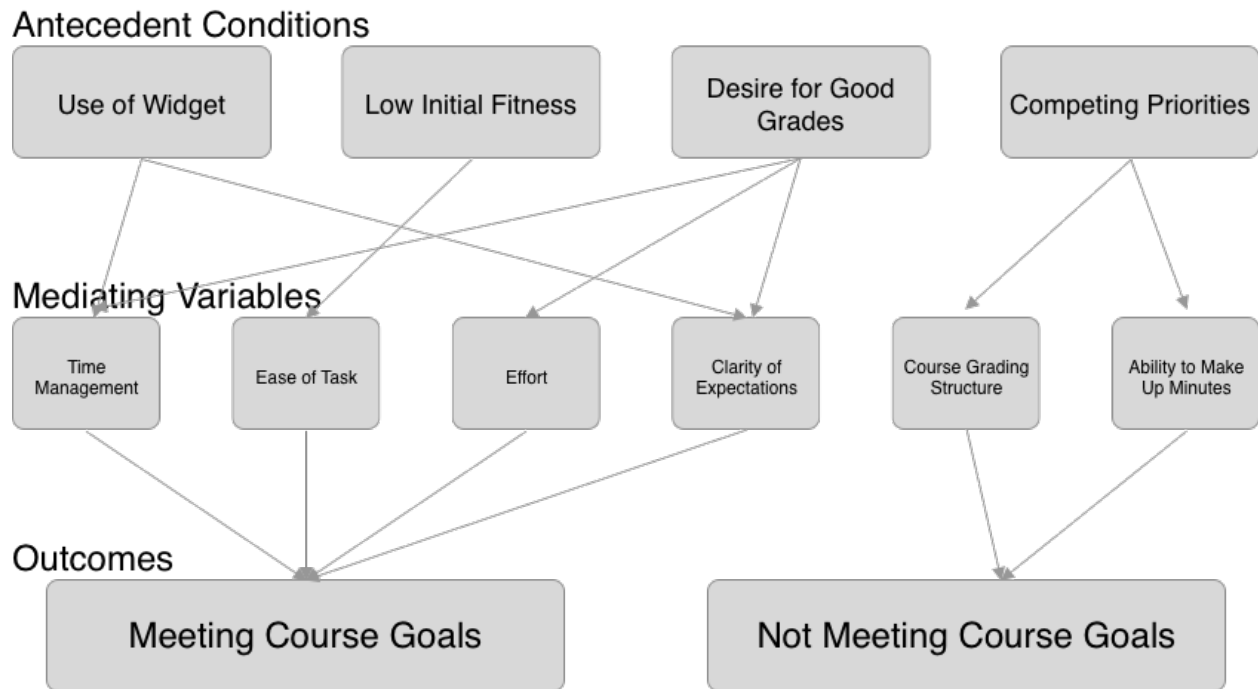 Antecedent Conditions
Use of Widget
Low Initial Fitness
Desire for Good
Grades
Competing Priorities
Mediating Variables
Time
Management
Ease of Task
Effort
Clarity of
Expectations
Course Grading
Structure
Ability to Make
Up Minutes
Outcomes
Meeting Course Goals
Not Meeting Course Goals